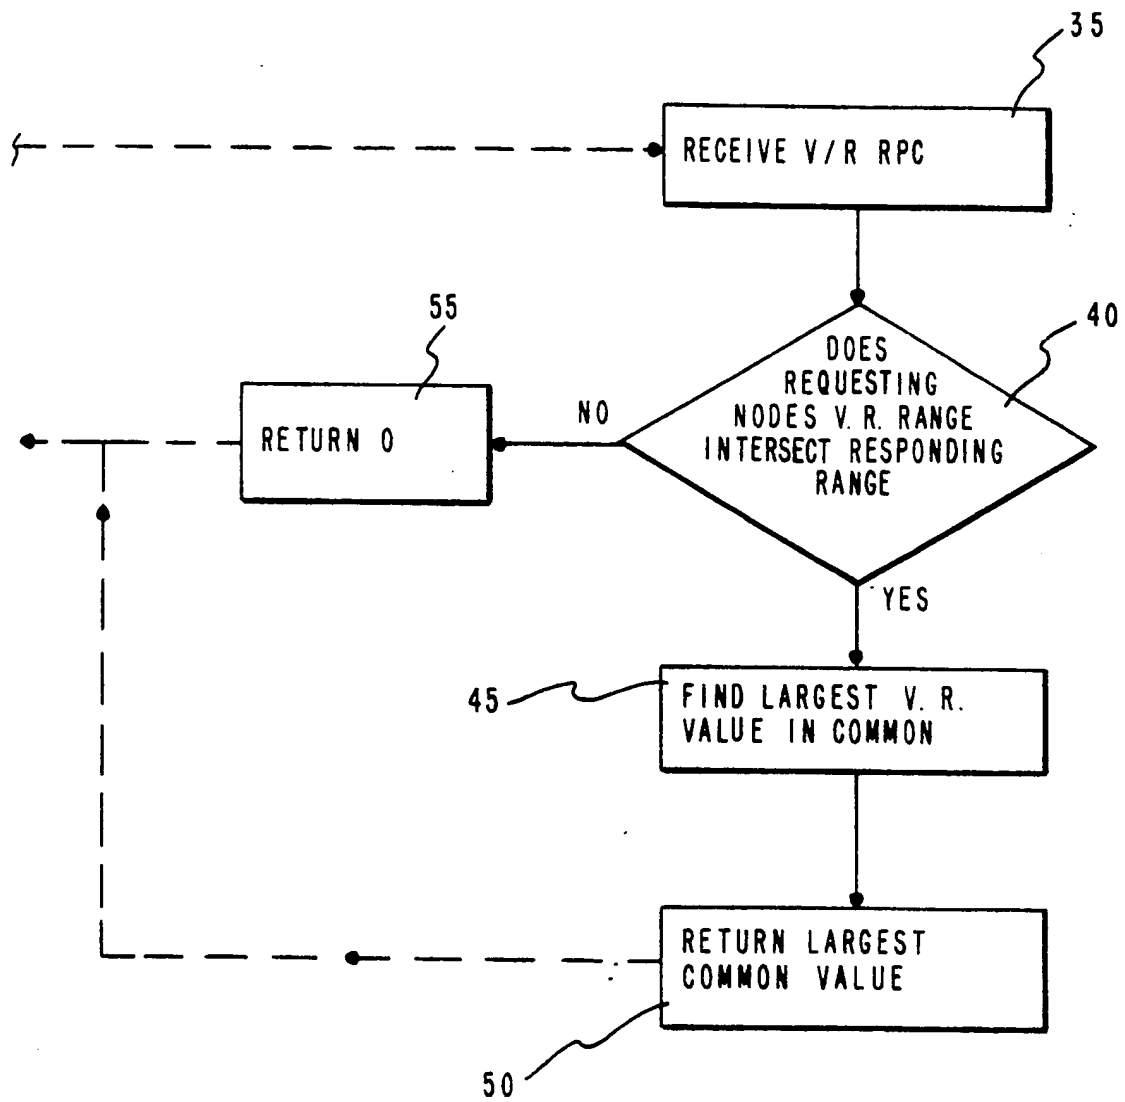 35
RECEIVE V/R RPC
55
40
DOES
REQUESTING
NODES V.R. RANGE
INTERSECT RESPONDING
RANGE
NO
RETURN 0
YES
45
FIND LARGEST V.R.
VALUE IN COMMON
RETURN LARGEST
COMMON VALUE
50